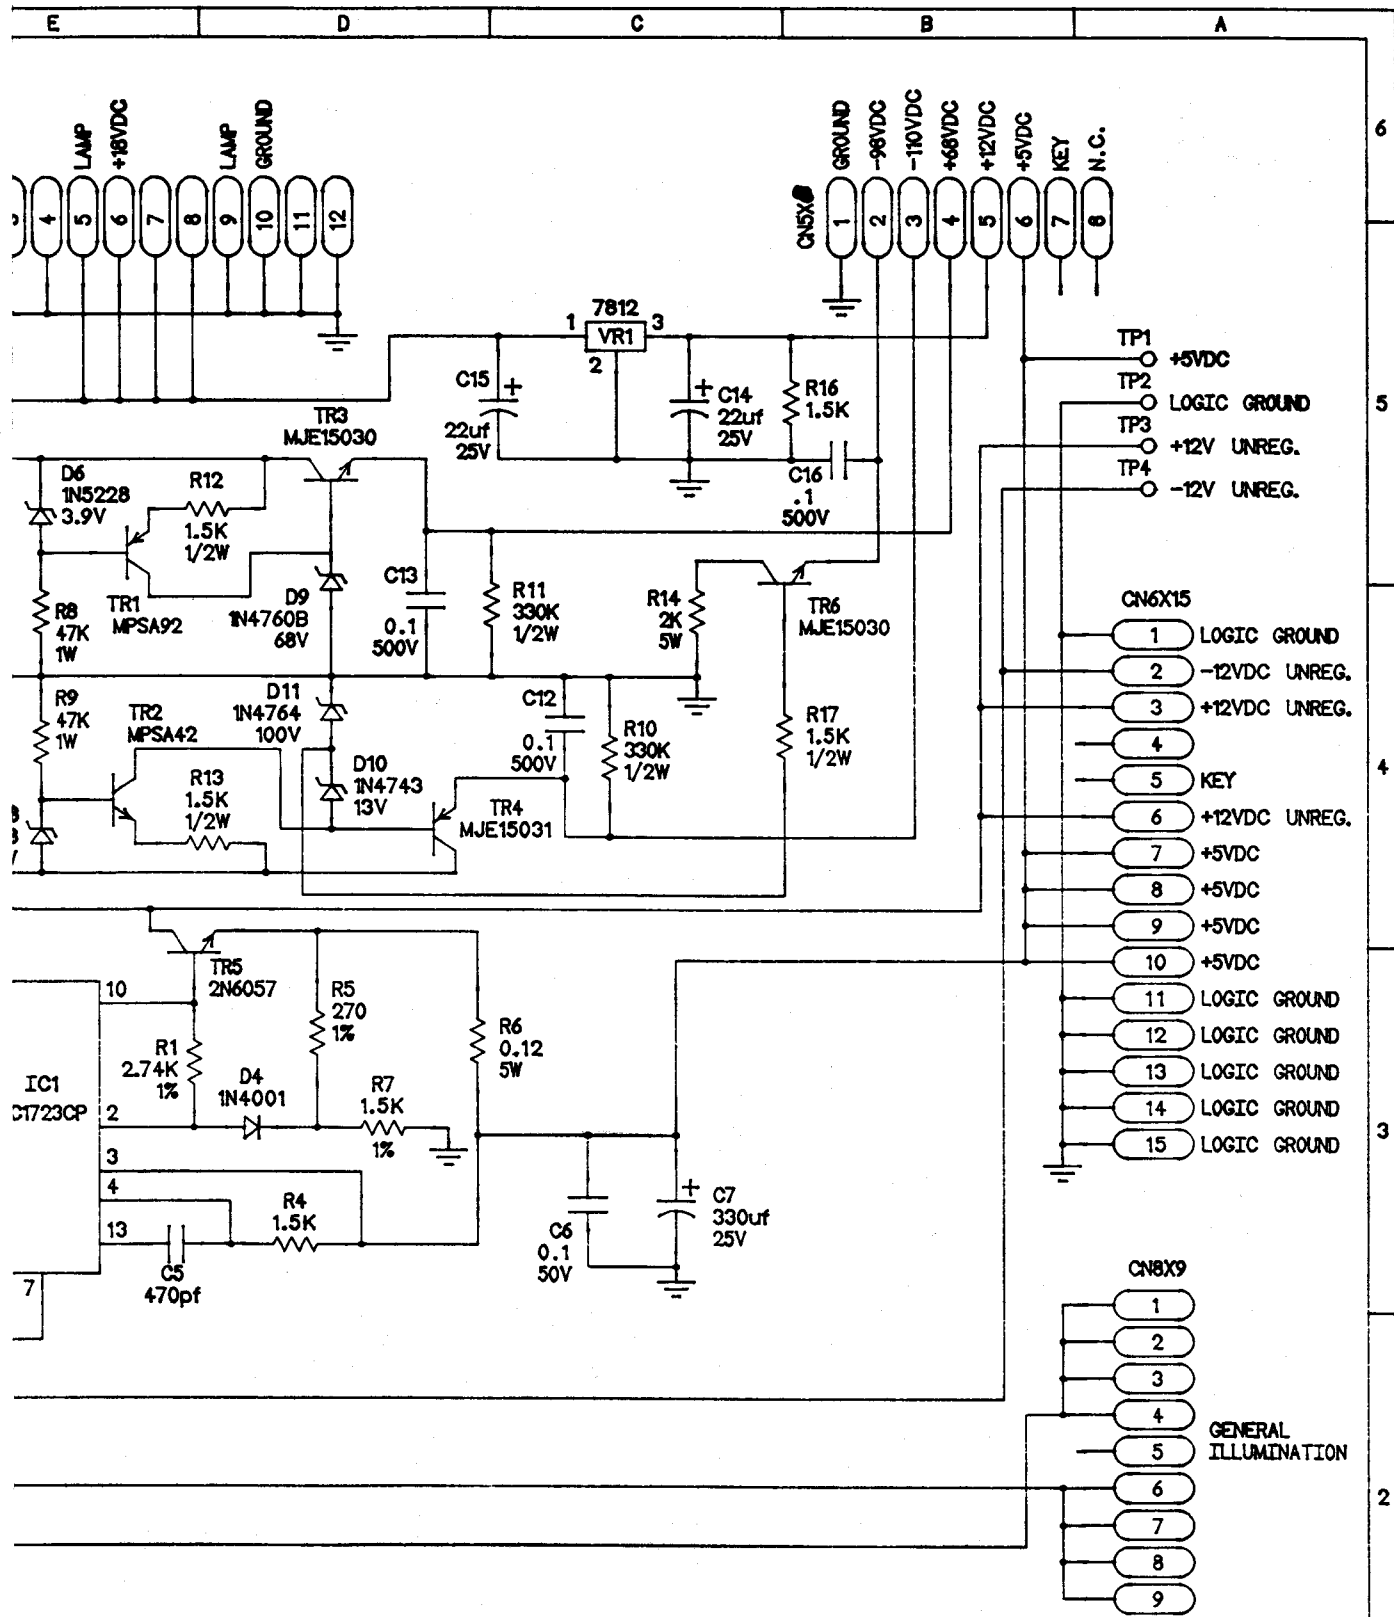 E D C B A
6
LAMP
+18VDC
LAMP
GROUND
4 5 6 7 8 9 10 11 12
GROUND
-98VDC
-110VDC
+68VDC
+12VDC
+5VDC
KEY
N.C.
1 2 3 4 5 6 7 8
7812
1 VR1 3
2
C15
22uf
25V
C14
22uf
25V
R16
1.5K
C16
.1
500V
TP1
+5VDC
TP2
LOGIC GROUND
TP3
+12V UNREG.
TP4
-12V UNREG.
5
TR3
MJE15030
D6
1N5228
3.9V
R12
1.5K
1/2W
TR1
MPSA92
R8
47K
1W
D9
1N4760B
68V
C13
0.1
500V
R11
330K
1/2W
R14
2K
5W
TR6
MJE15030
R9
47K
1W
TR2
MPSA42
D11
1N4764
100V
C12
0.1
500V
R10
330K
1/2W
R17
1.5K
1/2W
R13
1.5K
1/2W
D10
1N4743
13V
TR4
MJE15031
CN6X15
1 LOGIC GROUND
2 -12VDC UNREG.
3 +12VDC UNREG.
4
5 KEY
6 +12VDC UNREG.
7 +5VDC
8 +5VDC
9 +5VDC
10 +5VDC
11 LOGIC GROUND
12 LOGIC GROUND
13 LOGIC GROUND
14 LOGIC GROUND
15 LOGIC GROUND
4
TR5
2N6057
10
R1
2.74K
1%
R5
270
1%
R6
0.12
5W
IC1
C1723CP
2
D4
1N4001
R7
1.5K
1%
3
4
13
R4
1.5K
C5
470pf
7
C6
0.1
50V
C7
330uf
25V
3
CN8X9
1
2
3
4
5
6
7
8
9
GENERAL
ILLUMINATION
2